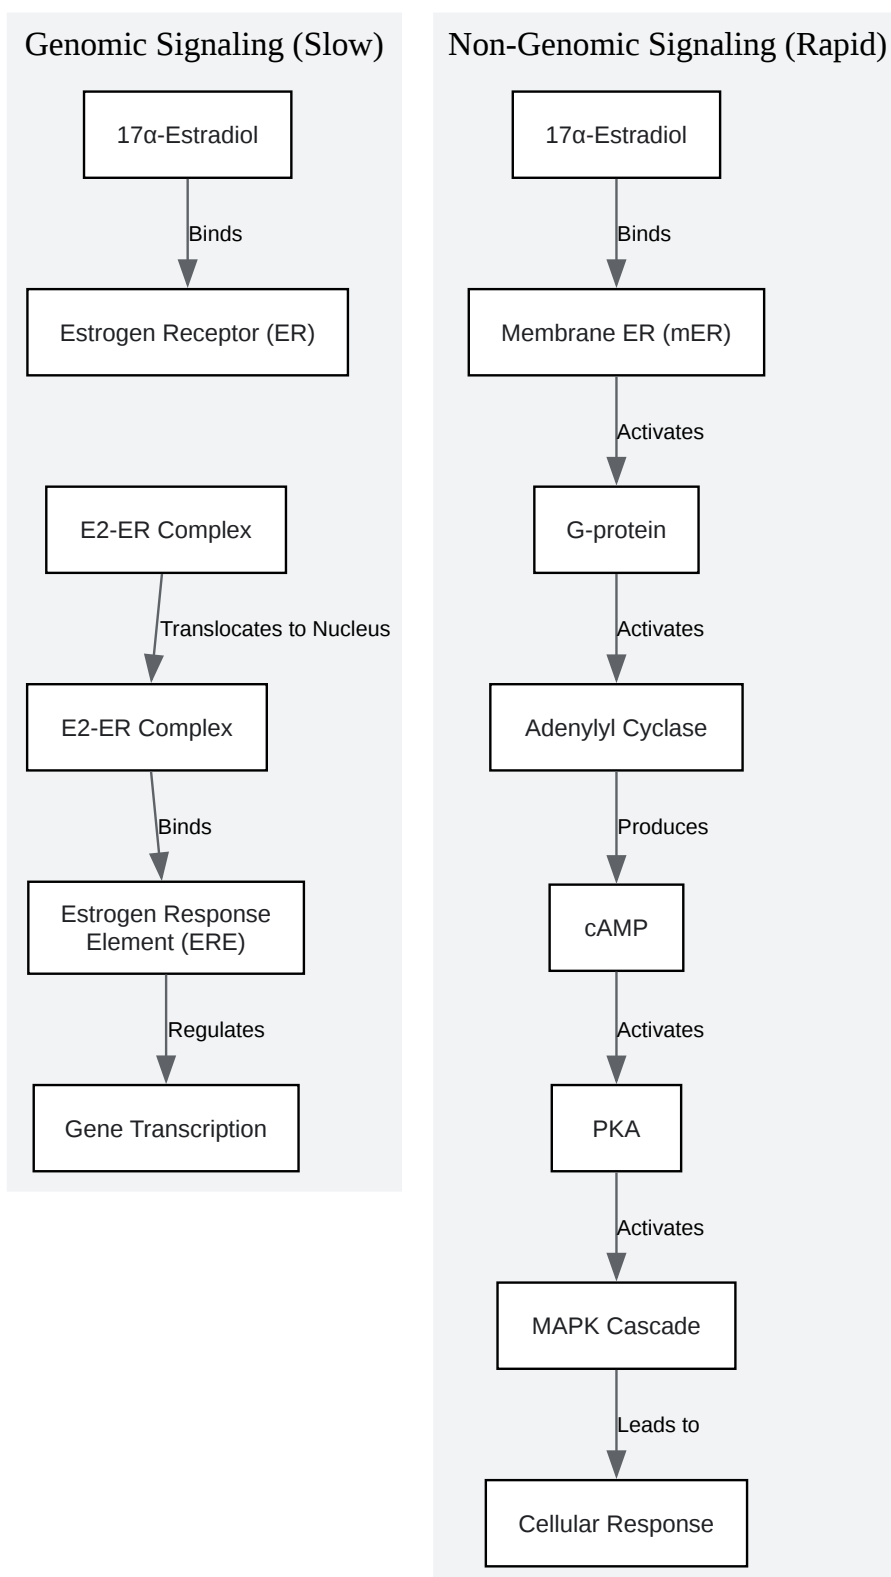 Genomic Signaling (Slow)
17α-Estradiol
Binds
Estrogen Receptor (ER)
E2-ER Complex
Translocates to Nucleus
E2-ER Complex
Binds
Estrogen Response
Element (ERE)
Regulates
Gene Transcription
Non-Genomic Signaling (Rapid)
17α-Estradiol
Binds
Membrane ER (mER)
Activates
G-protein
Activates
Adenylyl Cyclase
Produces
cAMP
Activates
PKA
Activates
MAPK Cascade
Leads to
Cellular Response